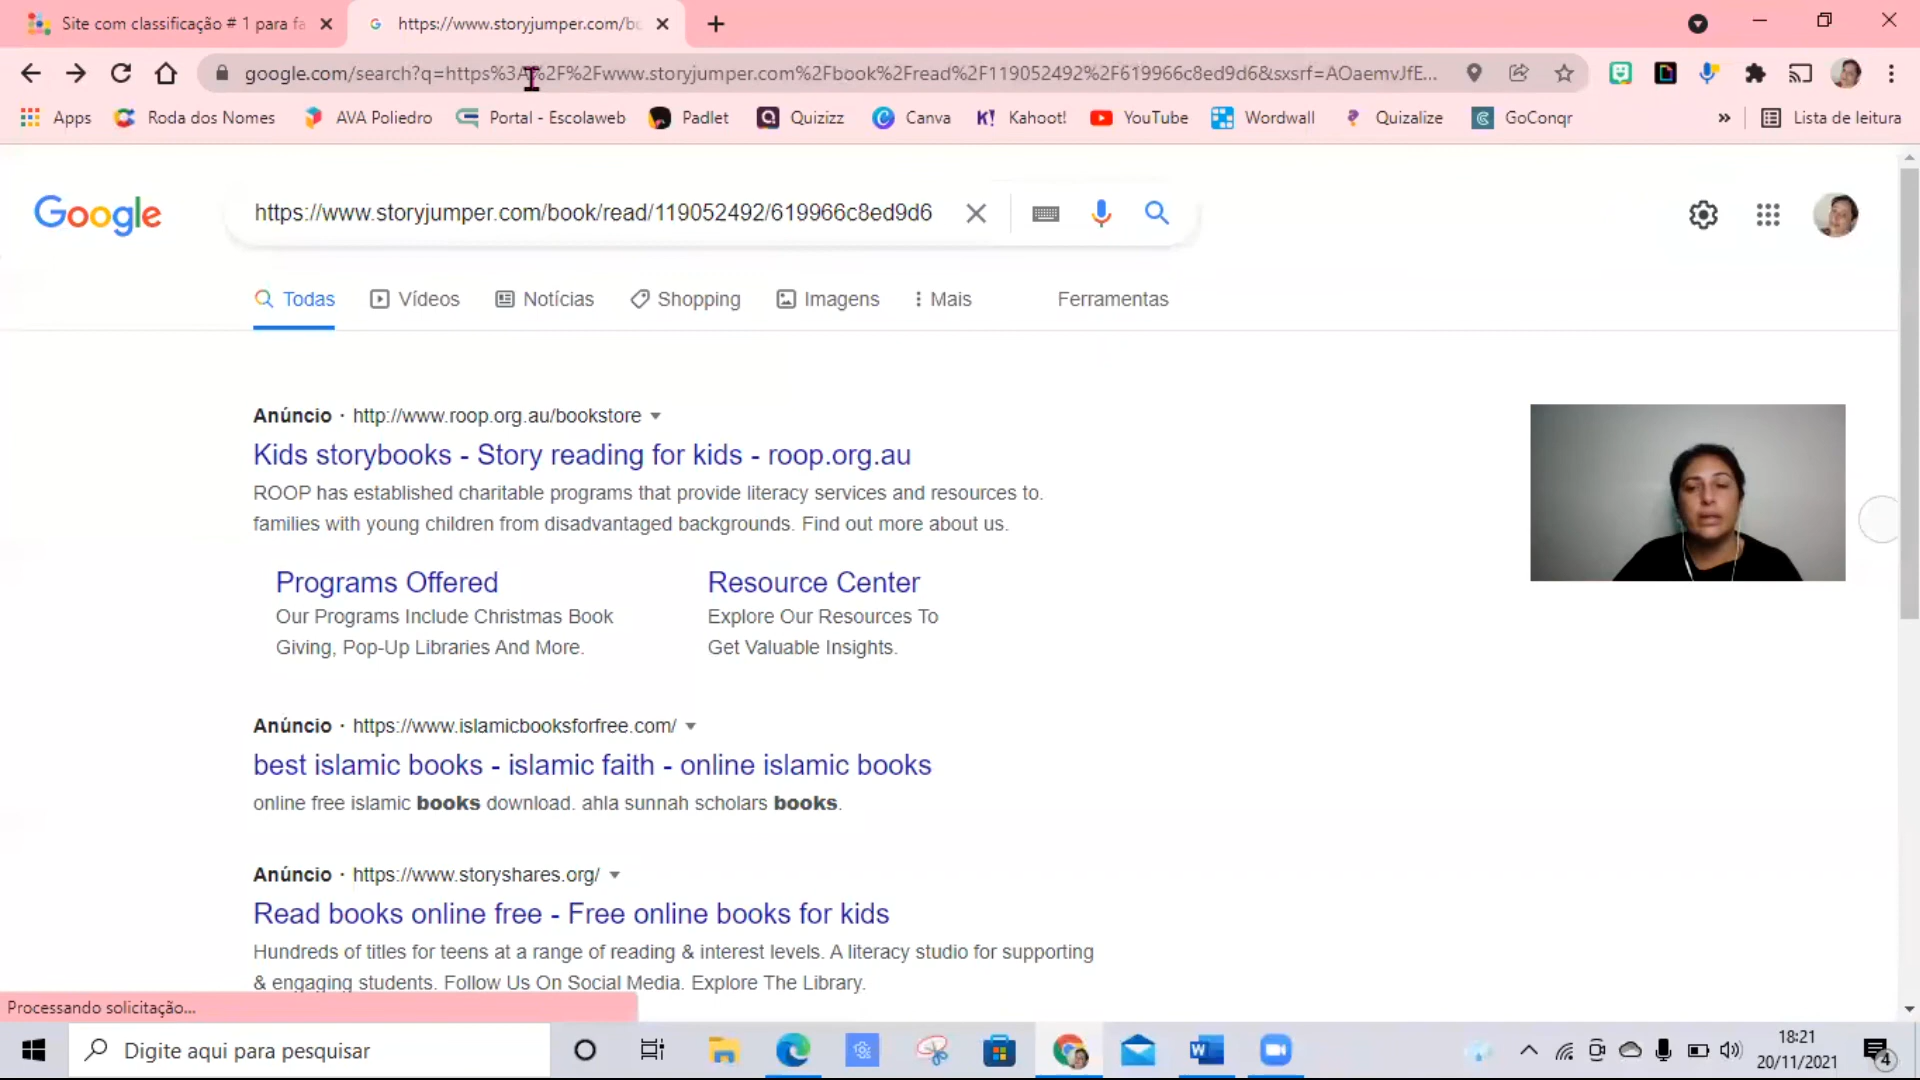 Site com classificação # 1 para fa
https://www.storyjumper.com/bo
google.com/search?q=https%3A%2F%2Fwww.storyjumper.com%2Fbook%2Fread%2F119052492%2F619966c8ed9d6&sxsrf=AOaemvJfE...
Apps Roda dos Nomes AVA Poliedro Portal - Escolaweb Padlet Quizizz Canva K! Kahoot! YouTube Wordwall Quizalize GoConqr » Lista de leitura
Google https://www.storyjumper.com/book/read/119052492/619966c8ed9d6
Todas Vídeos Notícias Shopping Imagens Mais Ferramentas
Anúncio · http://www.roop.org.au/bookstore
Kids storybooks - Story reading for kids - roop.org.au
ROOP has established charitable programs that provide literacy services and resources to.
families with young children from disadvantaged backgrounds. Find out more about us.
Programs Offered
Our Programs Include Christmas Book
Giving, Pop-Up Libraries And More.
Resource Center
Explore Our Resources To
Get Valuable Insights.
Anúncio · https://www.islamicbooksforfree.com/
best islamic books - islamic faith - online islamic books
online free islamic books download. ahla sunnah scholars books.
Anúncio · https://www.storyshares.org/
Read books online free - Free online books for kids
Hundreds of titles for teens at a range of reading & interest levels. A literacy studio for supporting
& engaging students. Follow Us On Social Media. Explore The Library.
Processando solicitação...
Digite aqui para pesquisar
18:21
20/11/2021
4